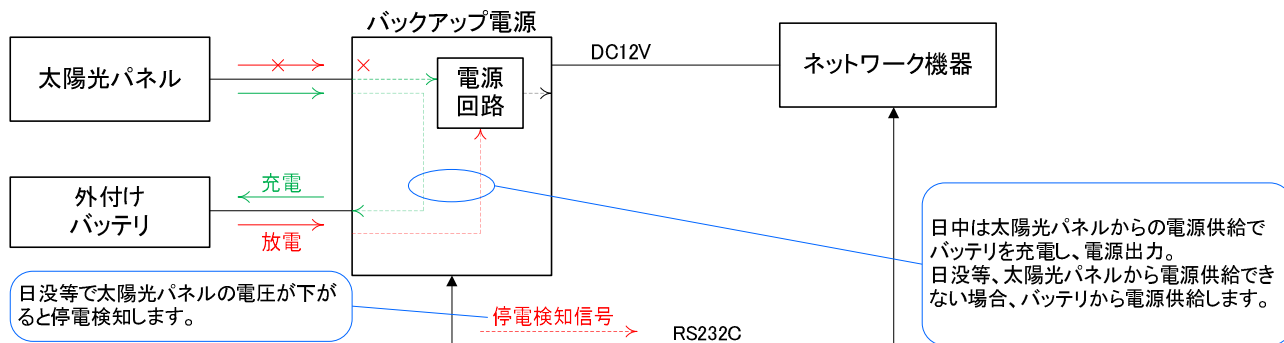 バックアップ電源
太陽光パネル
電源
回路
DC12V
ネットワーク機器
充電
外付け
バッテリ
放電
日中は太陽光パネルからの電源供給で
バッテリを充電し、電源出力。
日没等、太陽光パネルから電源供給でき
ない場合、バッテリから電源供給します。
日没等で太陽光パネルの電圧が下が
ると停電検知します。
停電検知信号
RS232C